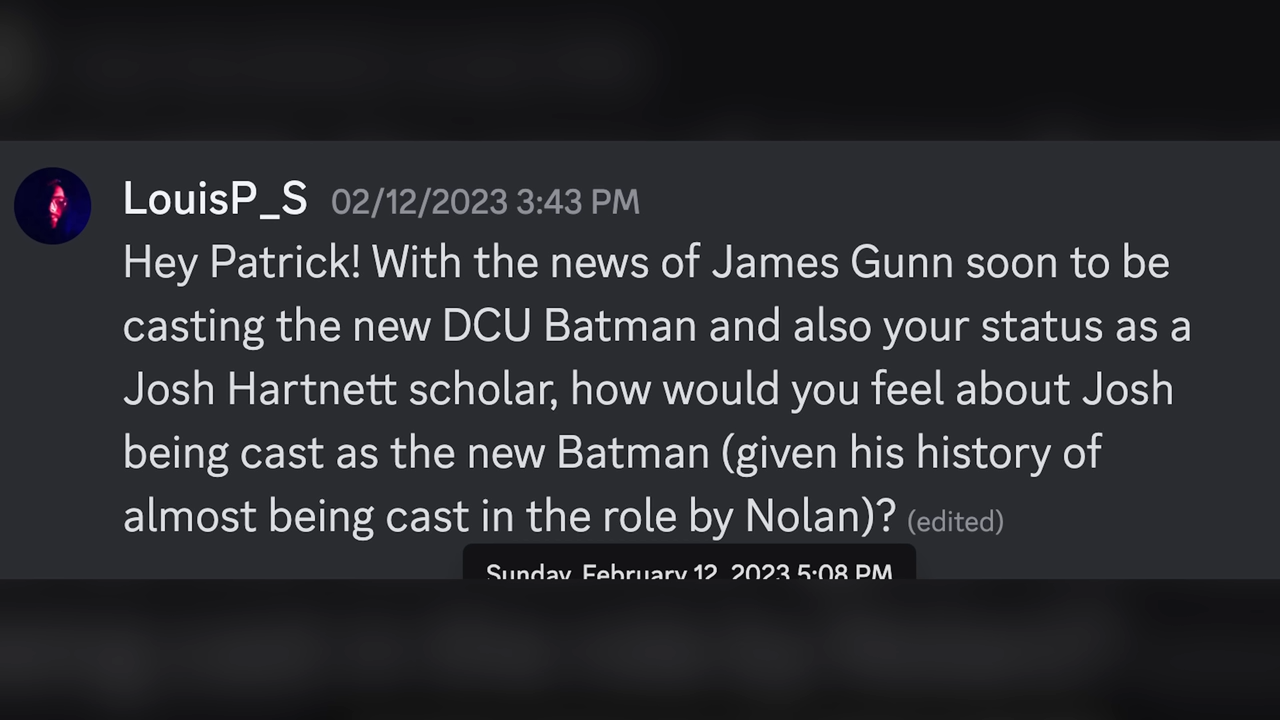 LouisP_S 02/12/2023 3:43 PM
Hey Patrick! With the news of James Gunn soon to be
casting the new DCU Batman and also your status as a
Josh Hartnett scholar, how would you feel about Josh
being cast as the new Batman (given his history of
almost being cast in the role by Nolan)? (edited)
Sunday, February 12, 2023 5:08 PM